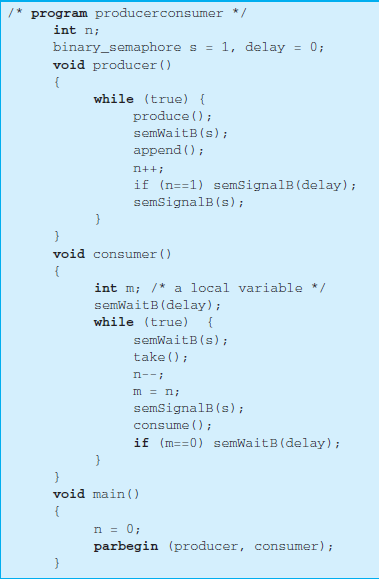 /* program producerconsumer */
int n;
binary_semaphore s = 1, delay = 0;
void producer()
{
while (true) {
produce();
semWaitB(s);
append();
n++;
if (n==1) semSignalB(delay);
semSignalB(s);
}
}
void consumer()
{
int m; /* a local variable */
semWaitB(delay);
while (true) {
semWaitB(s);
take();
n--;
m = n;
semSignalB(s);
consume();
if (m==0) semWaitB(delay);
}
}
void main()
{
n = 0;
parbegin (producer, consumer);
}